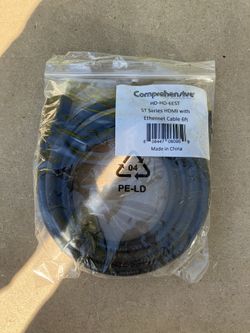 Comprehensive
HD-HD-6EST
ST Series HDMI with
Ethernet Cable 6ft
Made in China
04
PE-LD